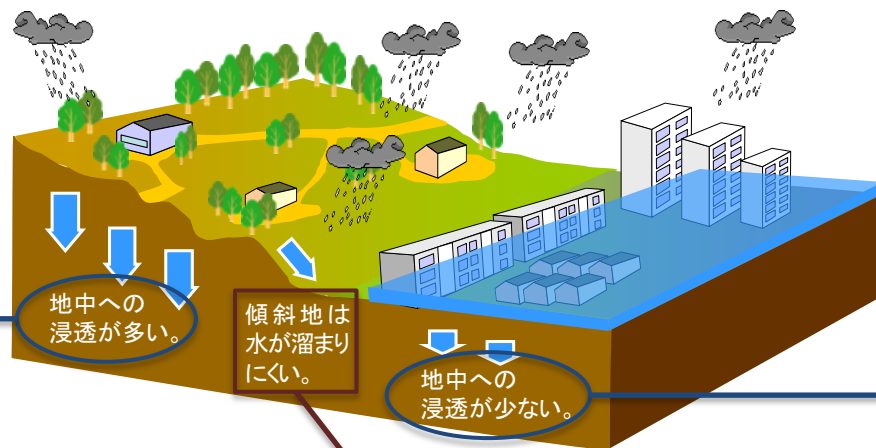 地中への
浸透が多い。
傾斜地は
水が溜まり
にくい。
地中への
浸透が少ない。